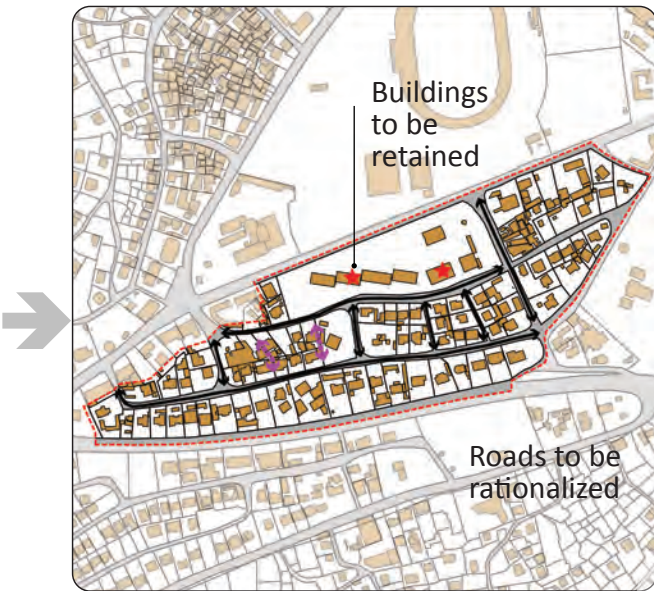 Buildings
to be
retained
Roads to be
rationalized